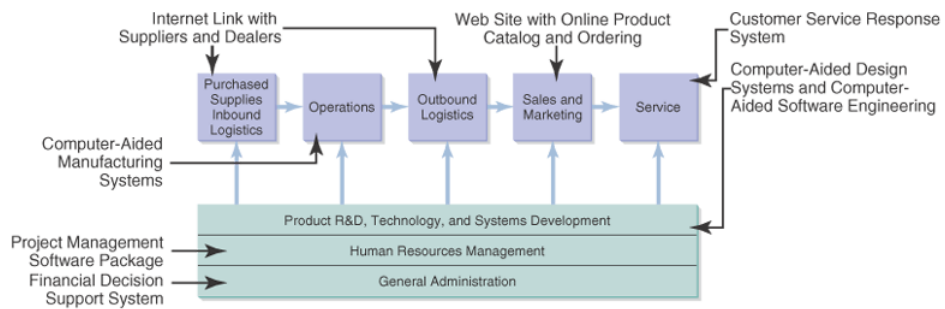 Internet Link with
Suppliers and Dealers
Web Site with Online Product
Catalog and Ordering
Customer Service Response
System
Computer-Aided Design
Systems and Computer-
Aided Software Engineering
Purchased
Supplies
Inbound
Logistics
Operations
Outbound
Logistics
Sales and
Marketing
Service
Computer-Aided
Manufacturing
Systems
Product R&D, Technology, and Systems Development
Human Resources Management
General Administration
Project Management
Software Package
Financial Decision
Support System